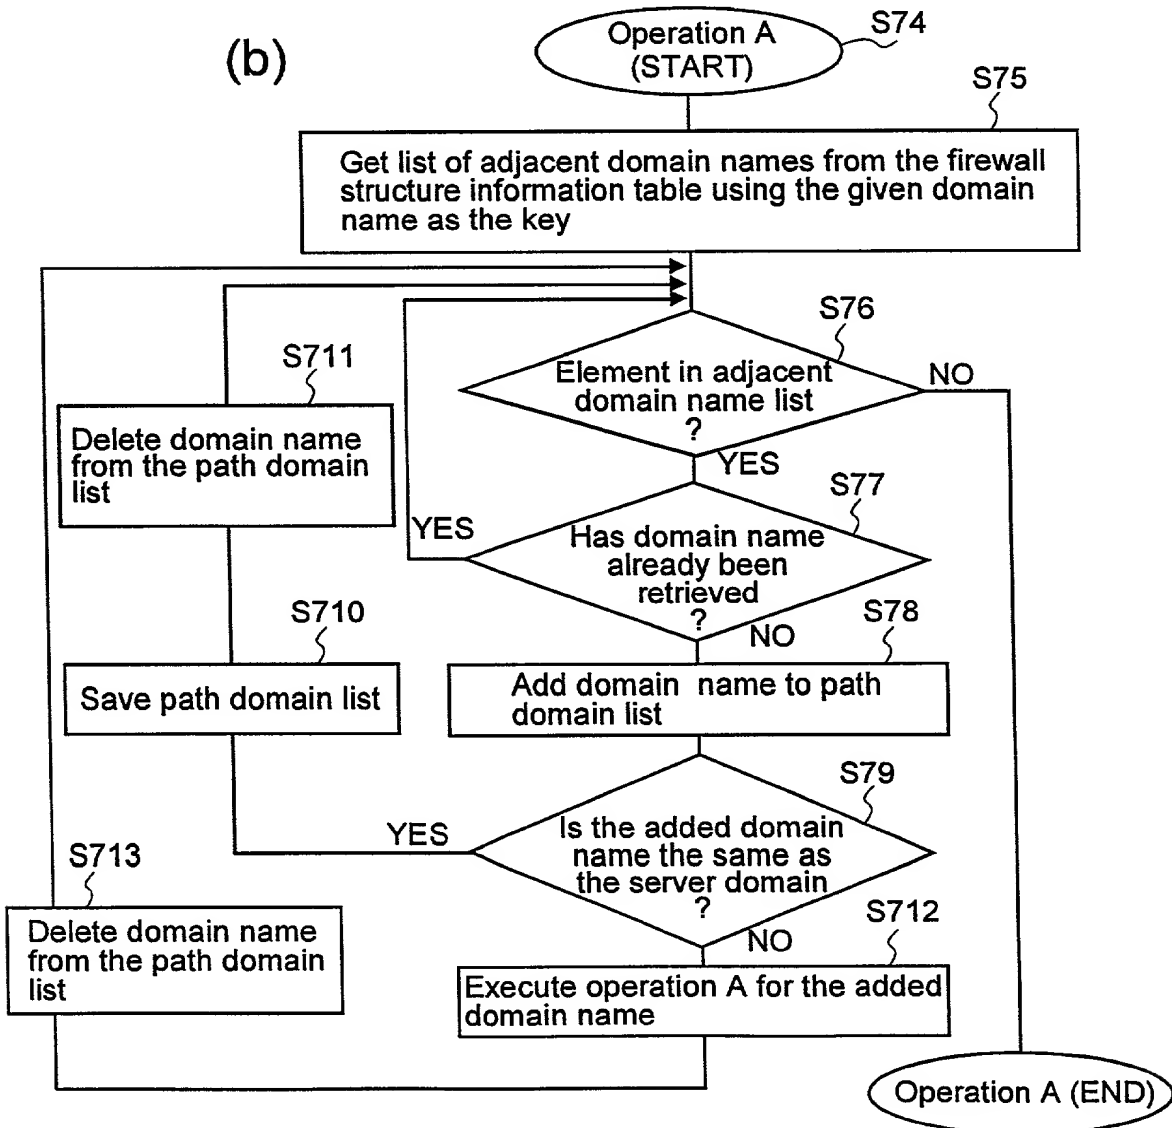 (b)
Operation A
(START)
S74
S75
Get list of adjacent domain names from the firewall
structure information table using the given domain
name as the key
S76
Element in adjacent
domain name list
?
NO
YES
S711
Delete domain name
from the path domain
list
S77
YES
Has domain name
already been
retrieved
?
NO
S710
Save path domain list
S78
Add domain name to path
domain list
S79
YES
Is the added domain
name the same as
the server domain
?
NO
S713
Delete domain name
from the path domain
list
S712
Execute operation A for the added
domain name
Operation A (END)